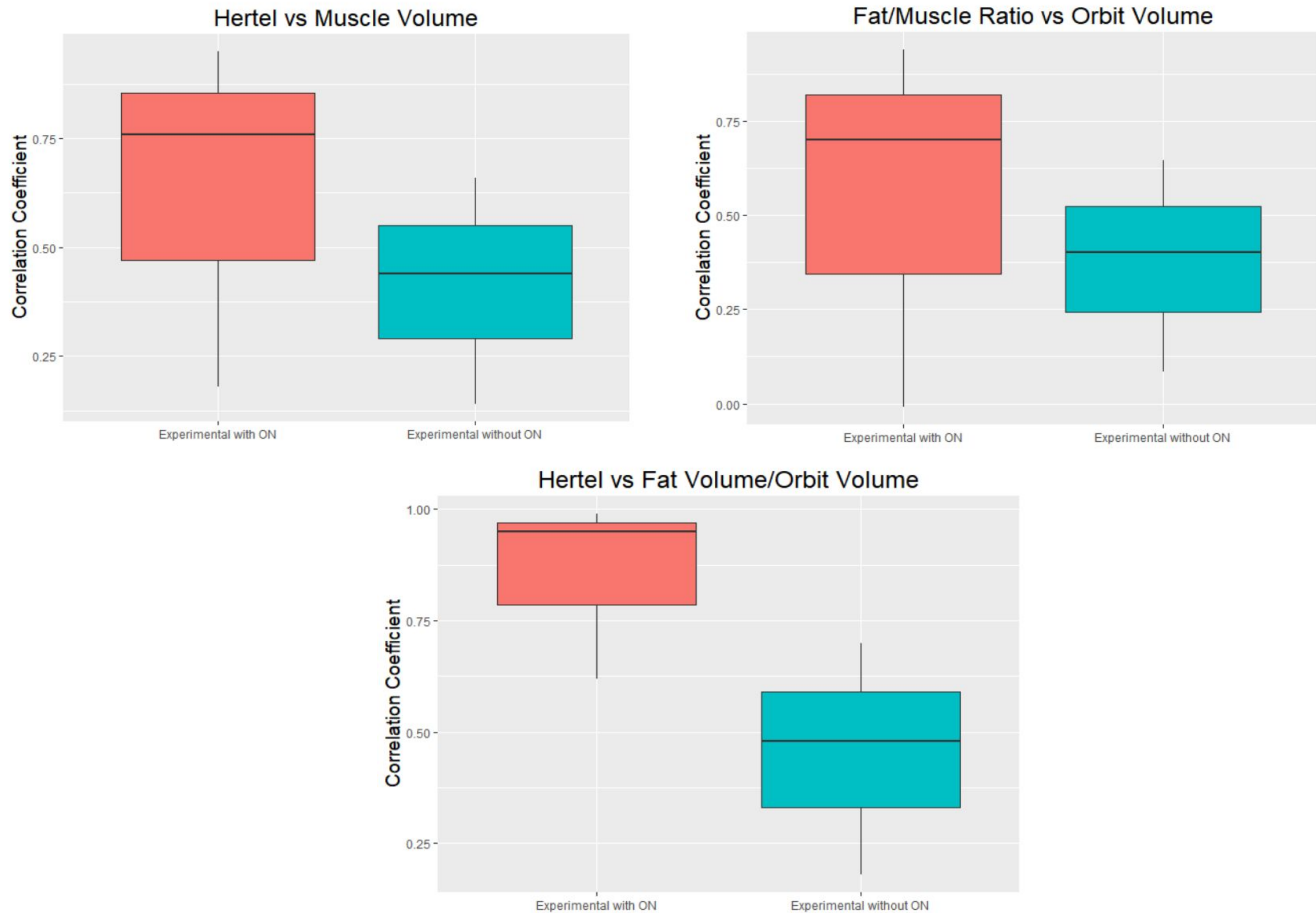 Hertel vs Muscle Volume
Correlation Coefficient
0.75
0.50
0.25
Experimental with ON
Experimental without ON
Fat/Muscle Ratio vs Orbit Volume
Correlation Coefficient
0.75
0.50
0.25
0.00
Experimental with ON
Experimental without ON
Hertel vs Fat Volume/Orbit Volume
Correlation Coefficient
1.00
0.75
0.50
0.25
Experimental with ON
Experimental without ON